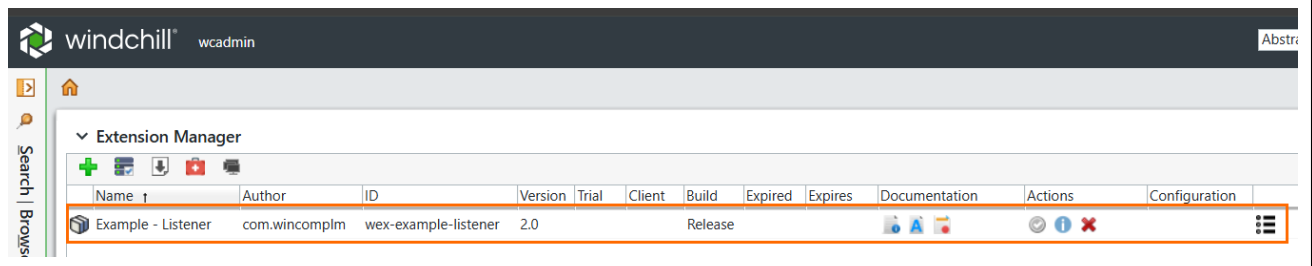 windchill® wcadmin
Abstra
Search | Browse
Extension Manager
Name ↑ Author ID Version Trial Client Build Expired Expires Documentation Actions Configuration
Example - Listener com.wincomplm wex-example-listener 2.0 Release